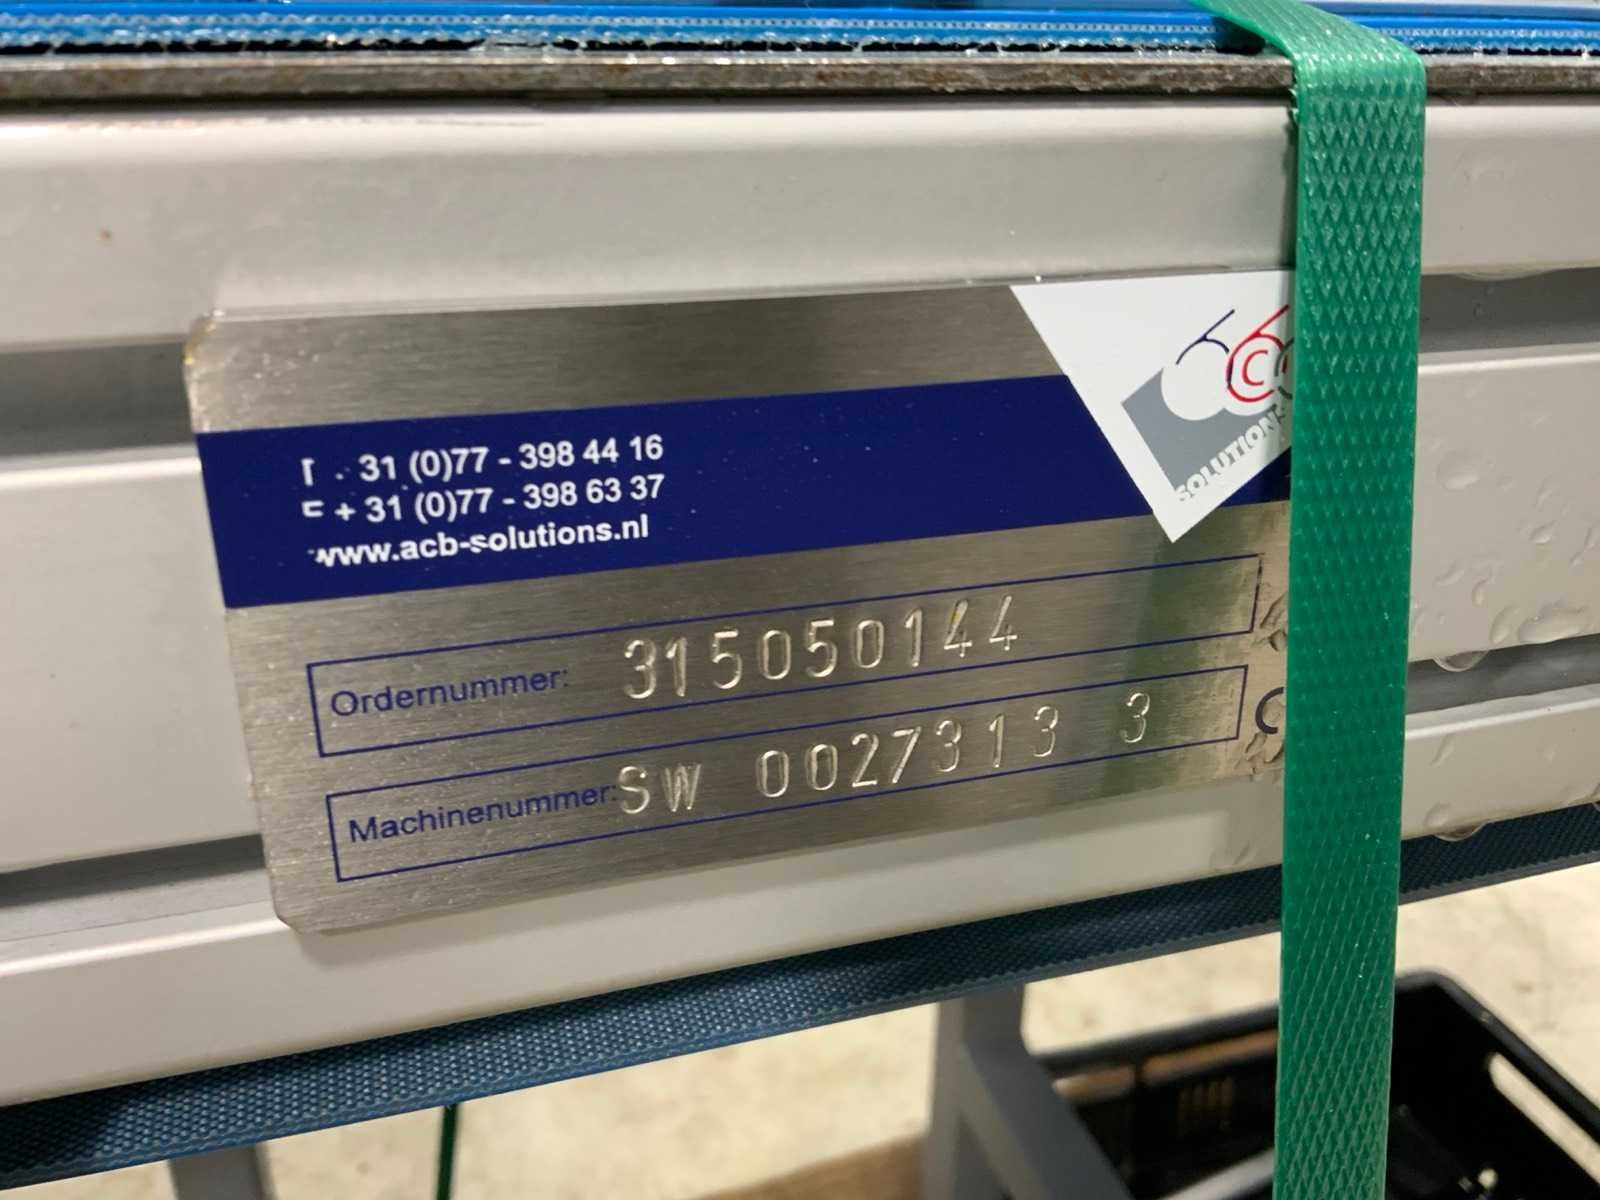 C
SOLUTIONS
T + 31 (0)77 - 398 44 16
F + 31 (0)77 - 398 63 37
www.acb-solutions.nl
Ordernummer: 315050144
Machinenummer: SW 0027313 3